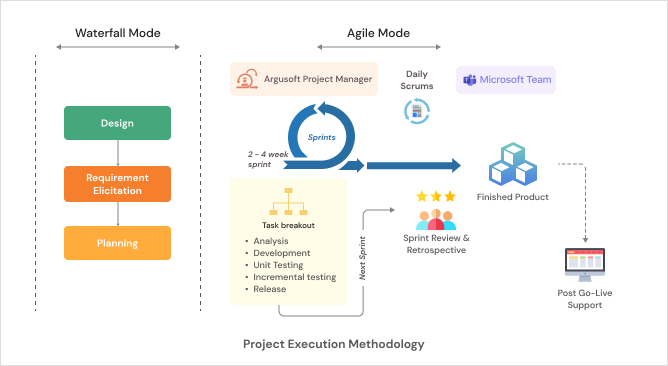 Waterfall Mode
Agile Mode
Argusoft Project Manager
Daily
Scrums
Microsoft Team
Design
Requirement
Elicitation
Planning
Sprints
2 - 4 week
sprint
Finished Product
Task breakout
• Analysis
• Development
• Unit Testing
• Incremental testing
• Release
Next Sprint
Sprint Review &
Retrospective
Post Go-Live
Support
Project Execution Methodology